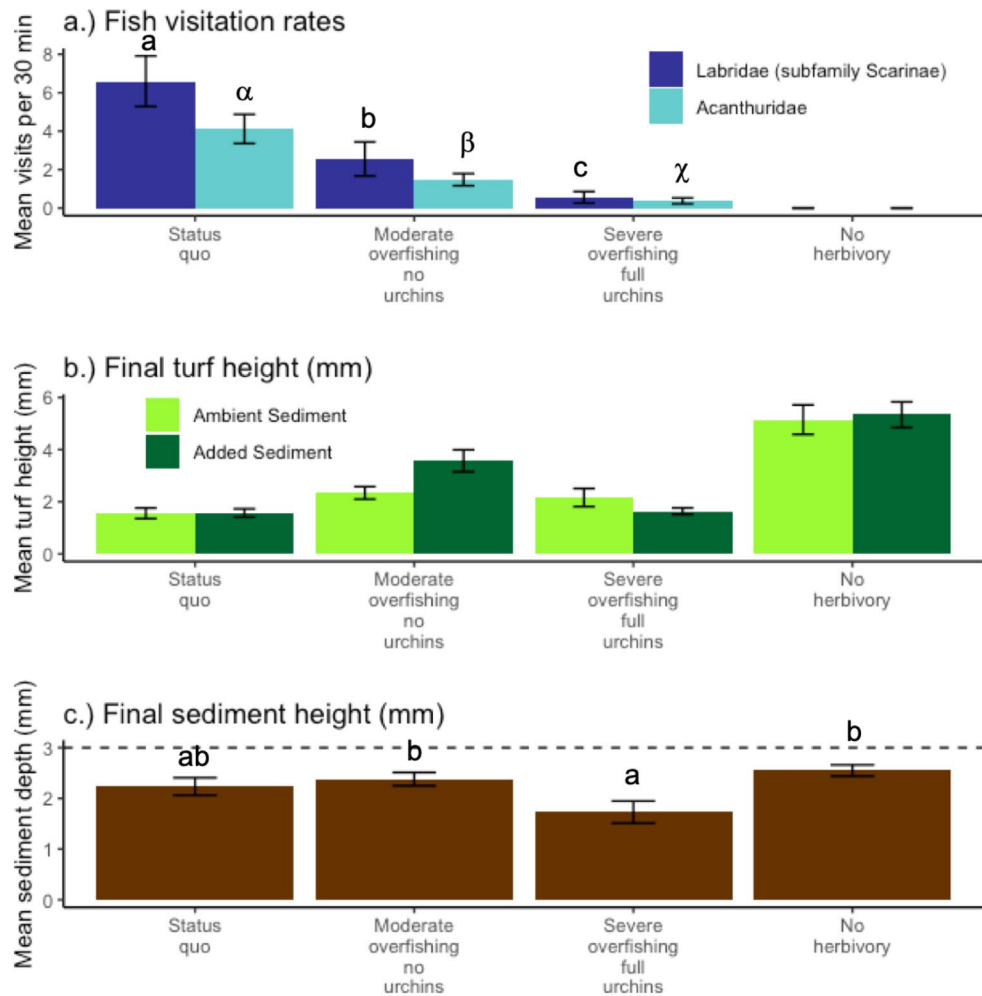 a.) Fish visitation rates
Mean visits per 30 min
8
6
4
2
0
a
α
b
β
c
χ
Labridae (subfamily Scarinae)
Acanthuridae
Status
quo
Moderate
overfishing
no
urchins
Severe
overfishing
full
urchins
No
herbivory
b.) Final turf height (mm)
Mean turf height (mm)
6
4
2
0
Ambient Sediment
Added Sediment
Status
quo
Moderate
overfishing
no
urchins
Severe
overfishing
full
urchins
No
herbivory
c.) Final sediment height (mm)
Mean sediment depth (mm)
3
2
1
0
ab
b
a
b
Status
quo
Moderate
overfishing
no
urchins
Severe
overfishing
full
urchins
No
herbivory